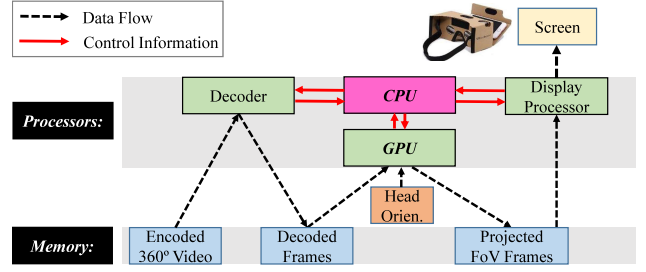 Data Flow
Control Information
Screen
Processors:
Decoder
CPU
Display
Processor
GPU
Head
Orien.
Memory:
Encoded
360º Video
Decoded
Frames
Projected
FoV Frames